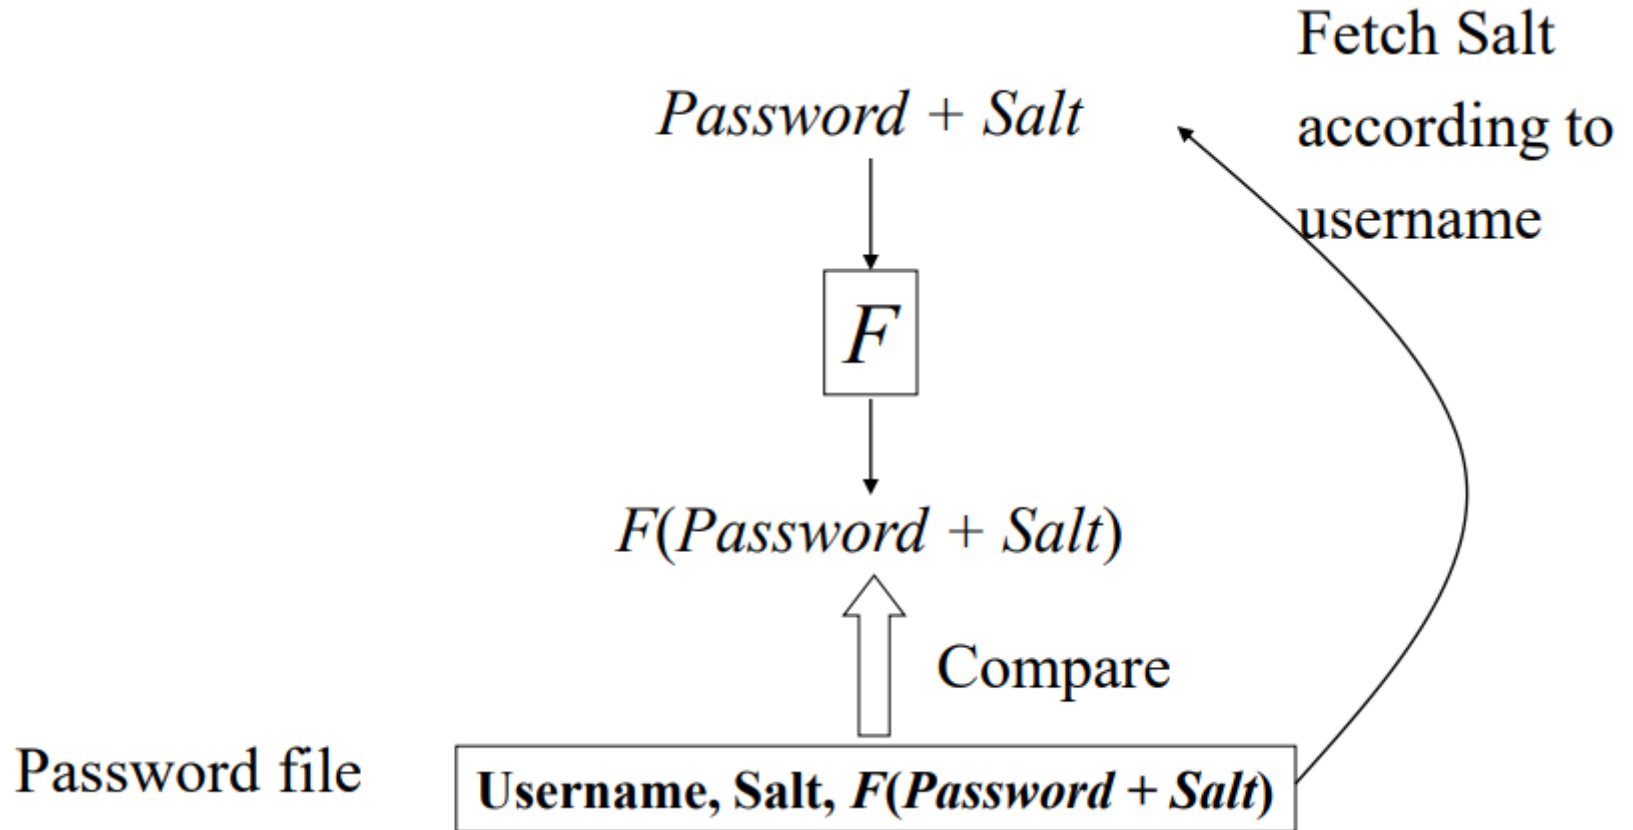 Fetch Salt
according to
username
Password + Salt
F
F(Password + Salt)
Compare
Password file
Username, Salt, F(Password + Salt)